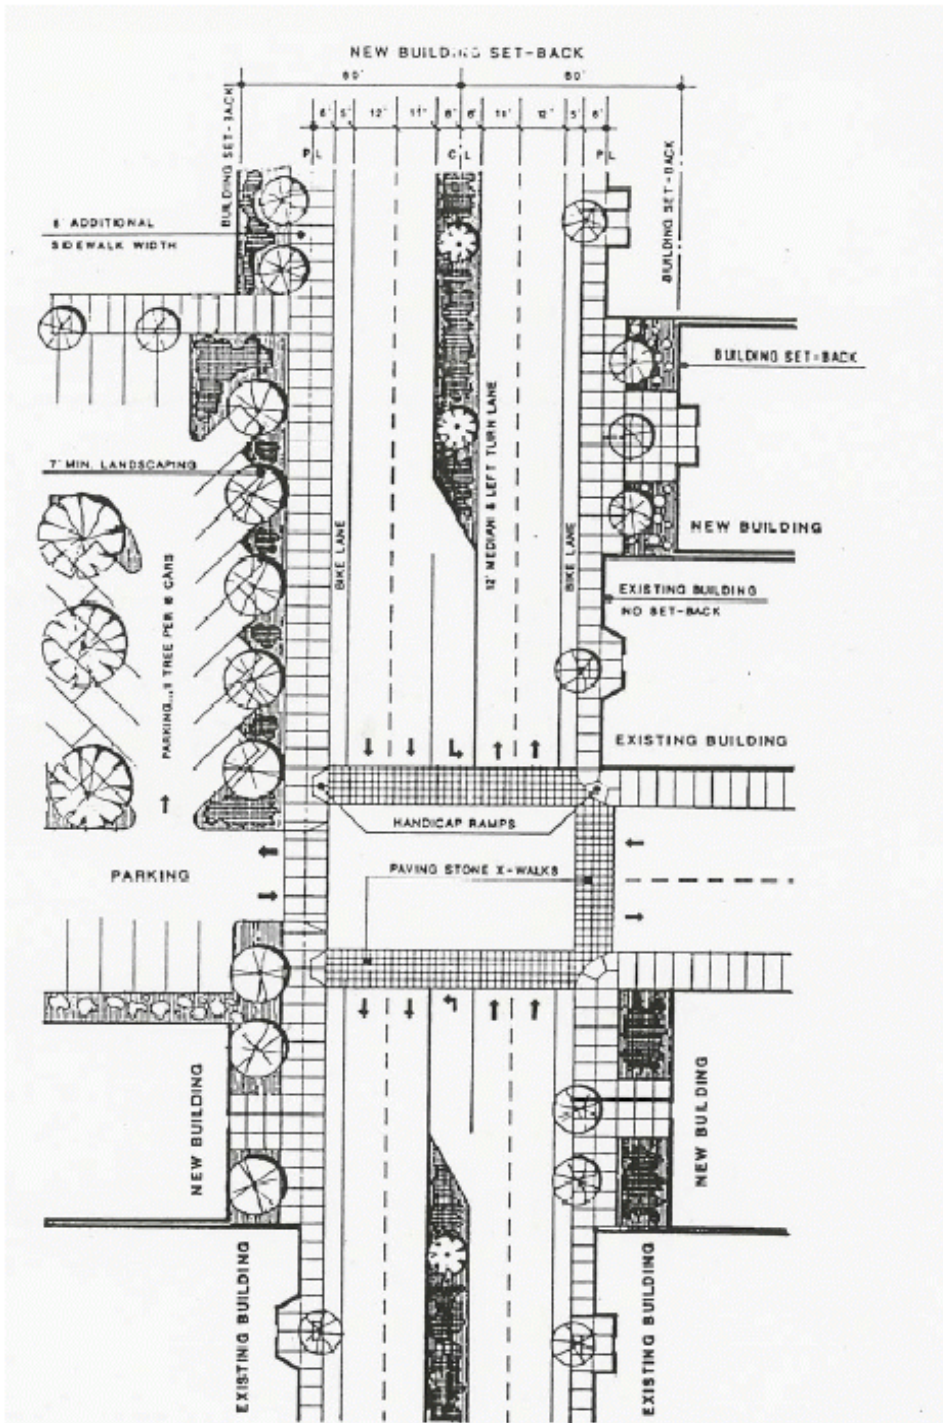 NEW BUILDING SET-BACK
60' 60'
6' 5' 12' 11' 6' 6' 11' 12' 5' 6'
P L C L P L
BUILDING SET-BACK
BUILDING SET-BACK
6' ADDITIONAL
SIDEWALK WIDTH
BUILDING SET-BACK
12' MEDIAN & LEFT TURN LANE
7' MIN. LANDSCAPING
NEW BUILDING
BIKE LANE
BIKE LANE
PARKING...1 TREE PER 6 CARS
EXISTING BUILDING
NO SET-BACK
EXISTING BUILDING
HANDICAP RAMPS
PARKING
PAVING STONE X-WALKS
NEW BUILDING
NEW BUILDING
EXISTING BUILDING
EXISTING BUILDING